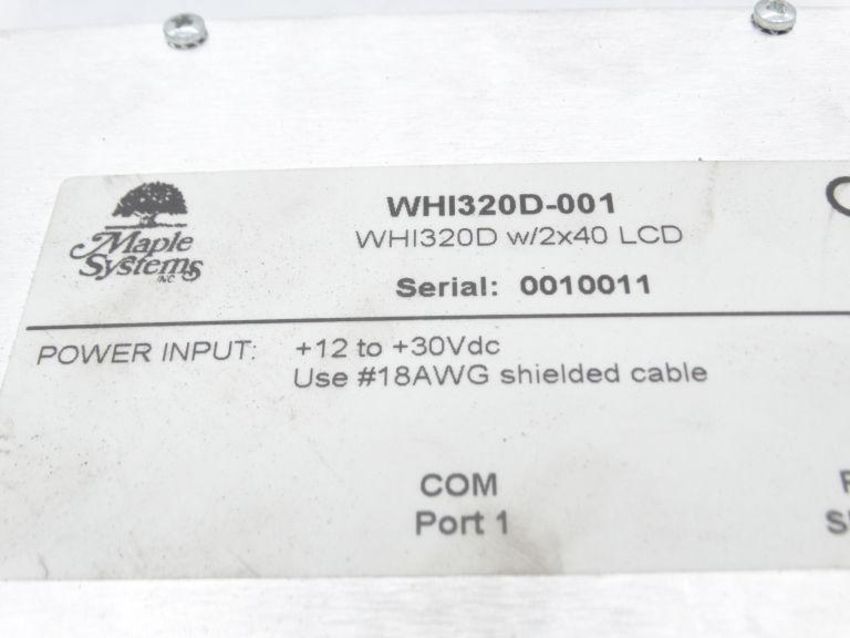 Maple
Systems
INC
WHI320D-001
WHI320D w/2x40 LCD
Serial: 0010011
POWER INPUT: +12 to +30Vdc
Use #18AWG shielded cable
COM
Port 1